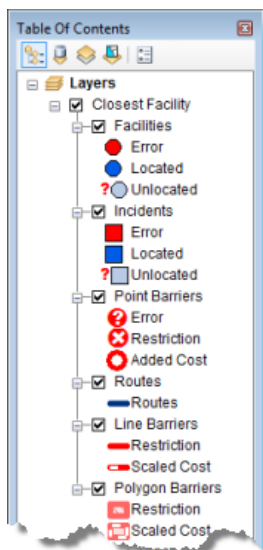 Table Of Contents
Layers
Closest Facility
Facilities
Error
Located
?Unlocated
Incidents
Error
Located
?Unlocated
Point Barriers
? Error
Restriction
Added Cost
Routes
Routes
Line Barriers
Restriction
Scaled Cost
Polygon Barriers
Restriction
Scaled Cost